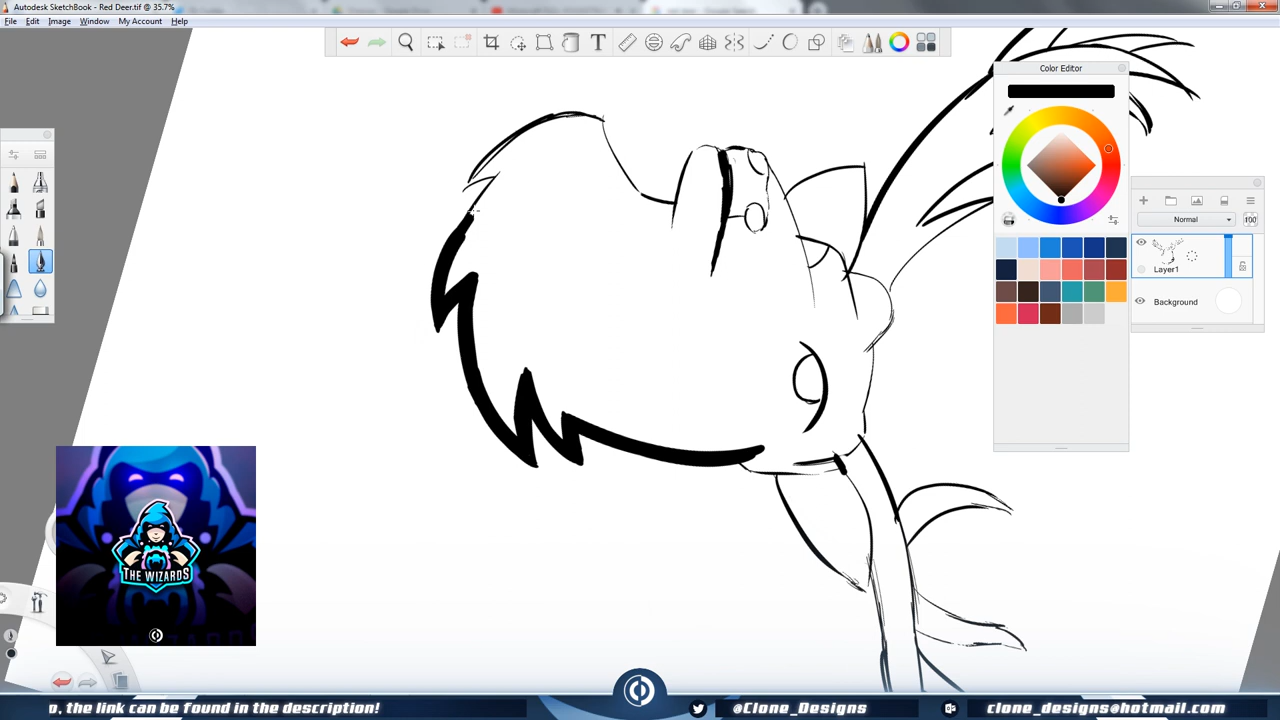 Autodesk SketchBook - Red Deer.tif @ 35.7%
File Edit Image Window My Account Help
T
Color Editor
Normal
100
Layer1
Background
THE WIZARDS
o, the link can be found in the description!
@Clone_Designs
clone_designs@hotmail.com